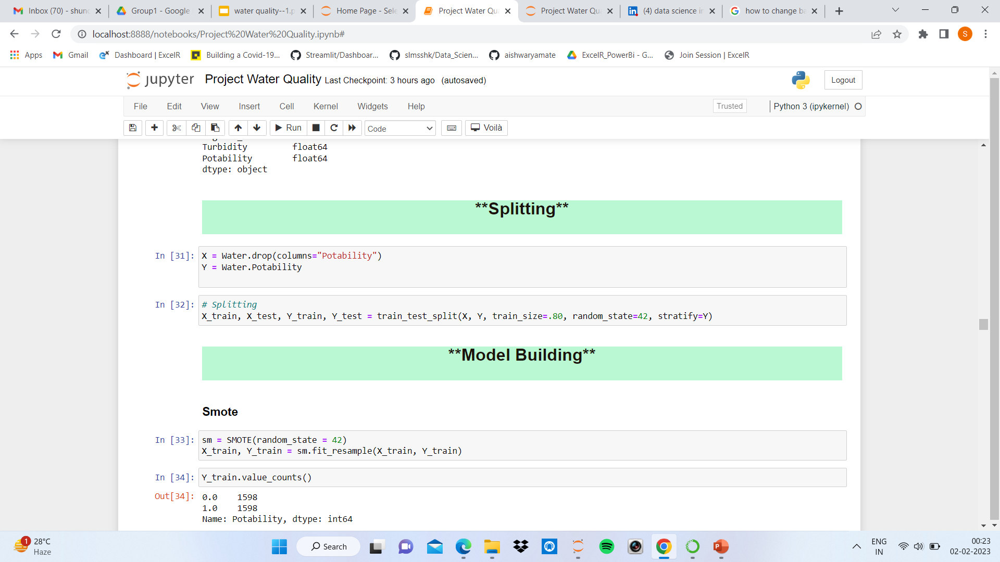 Inbox (70) - shund
Group1 - Google
water quality--1.p
Home Page - Sele
Project Water Qua
Project Water Qua
(4) data science in
how to change ba
localhost:8888/notebooks/Project%20Water%20Quality.ipynb#
S
Apps
Gmail
Dashboard | ExcelR
Building a Covid-19...
Streamlit/Dashboar...
slmsshk/Data_Scien...
aishwaryamate
ExcelR_PowerBi - G...
Join Session | ExcelR
jupyter Project Water Quality Last Checkpoint: 3 hours ago (autosaved)
Logout
File Edit View Insert Cell Kernel Widgets Help
Trusted
Python 3 (ipykernel)
Run
Code
Voilà
Turbidity float64
Potability float64
dtype: object
**Splitting**
In [31]: X = Water.drop(columns="Potability")
Y = Water.Potability
In [32]: # Splitting
X_train, X_test, Y_train, Y_test = train_test_split(X, Y, train_size=.80, random_state=42, stratify=Y)
**Model Building**
Smote
In [33]: sm = SMOTE(random_state = 42)
X_train, Y_train = sm.fit_resample(X_train, Y_train)
In [34]: Y_train.value_counts()
Out[34]: 0.0 1598
1.0 1598
Name: Potability, dtype: int64
1
28°C
Haze
Search
ENG
IN
00:23
02-02-2023